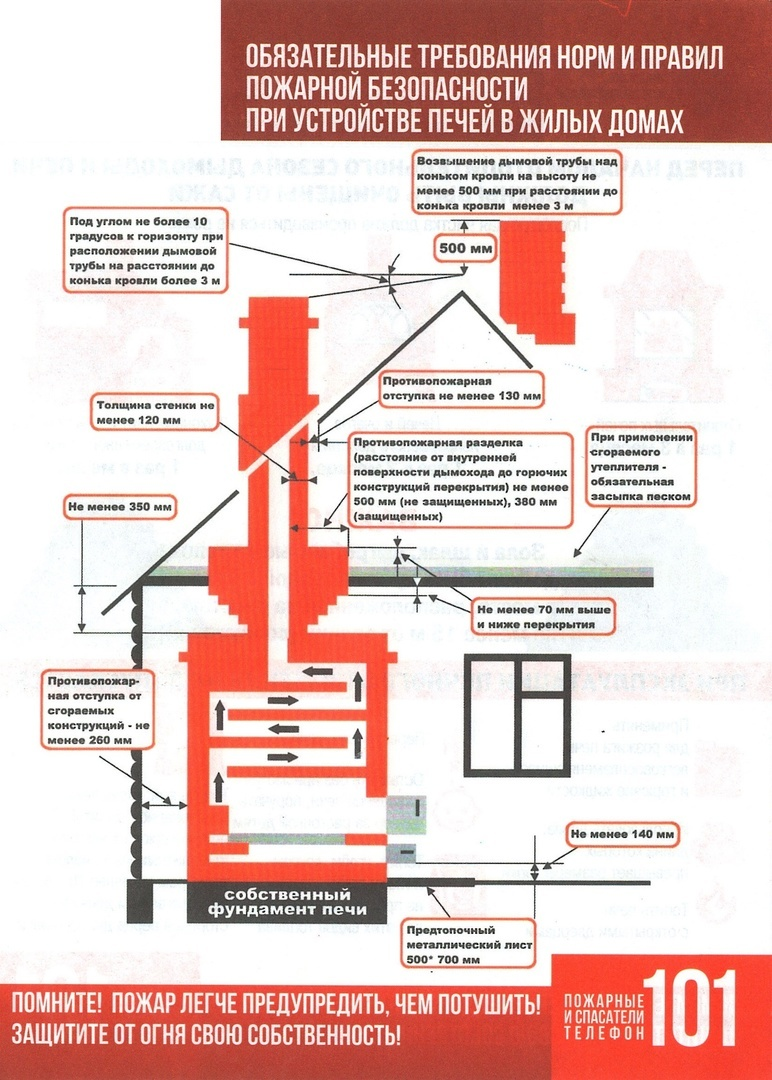 ОБЯЗАТЕЛЬНЫЕ ТРЕБОВАНИЯ НОРМ И ПРАВИЛ
ПОЖАРНОЙ БЕЗОПАСНОСТИ
ПРИ УСТРОЙСТВЕ ПЕЧЕЙ В ЖИЛЫХ ДОМАХ
Возвышение дымовой трубы над
коньком кровли на высоту не
менее 500 мм при расстоянии до
конька кровли менее 3 м
Под углом не более 10
градусов к горизонту при
расположении дымовой
трубы на расстоянии до
конька кровли более 3 м
500 мм
Противопожарная
отступка не менее 130 мм
Толщина стенки не
менее 120 мм
Противопожарная разделка
(расстояние от внутренней
поверхности дымохода до горючих
конструкций перекрытия) не менее
500 мм (не защищенных), 380 мм
(защищенных)
При применении
сгораемого
утеплителя -
обязательная
засыпка песком
Не менее 350 мм
Не менее 70 мм выше
и ниже перекрытия
Противопожар-
ная отступка от
сгораемых
конструкций - не
менее 260 мм
Не менее 140 мм
собственный
фундамент печи
Предтопочный
металлический лист
500* 700 мм
ПОМНИТЕ! ПОЖАР ЛЕГЧЕ ПРЕДУПРЕДИТЬ, ЧЕМ ПОТУШИТЬ!
ЗАЩИТИТЕ ОТ ОГНЯ СВОЮ СОБСТВЕННОСТЬ!
ПОЖАРНЫЕ
И СПАСАТЕЛИ
ТЕЛЕФОН
101